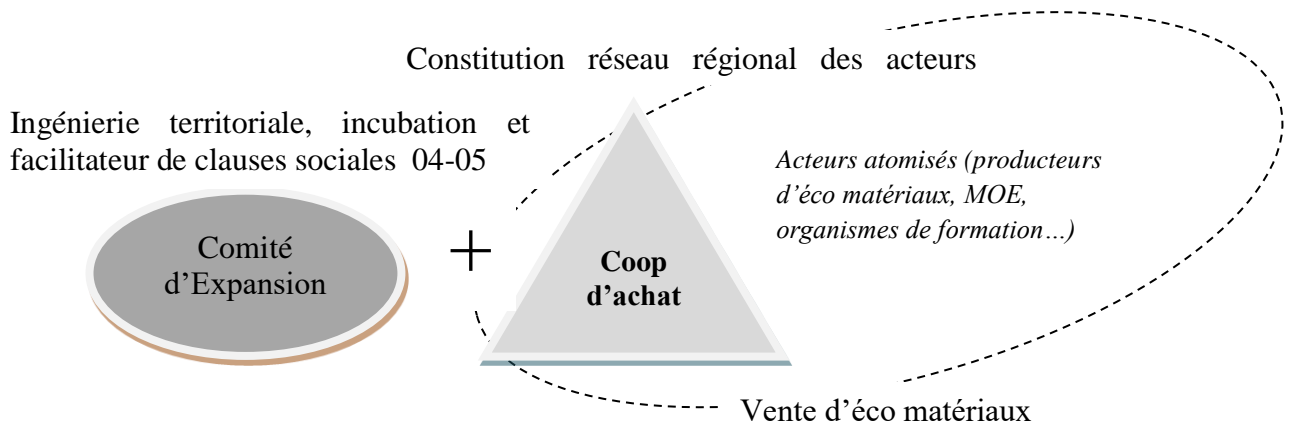 Constitution réseau régional des acteurs
Ingénierie territoriale, incubation et
facilitateur de clauses sociales 04-05
Acteurs atomisés (producteurs
d'éco matériaux, MOE,
organismes de formation…)
Comité
d'Expansion
+
Coop
d'achat
Vente d'éco matériaux